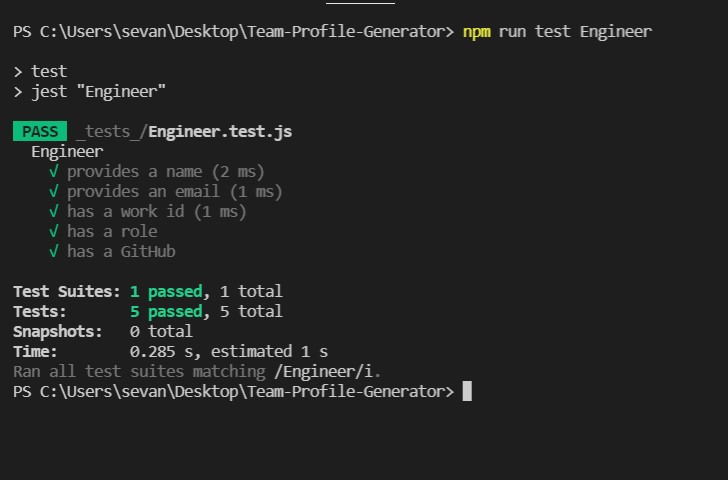 PS C:\Users\sevan\Desktop\Team-Profile-Generator> npm run test Engineer
> test
> jest "Engineer"
PASS _tests_/Engineer.test.js
Engineer
√ provides a name (2 ms)
√ provides an email (1 ms)
√ has a work id (1 ms)
√ has a role
√ has a GitHub
Test Suites: 1 passed, 1 total
Tests: 5 passed, 5 total
Snapshots: 0 total
Time: 0.285 s, estimated 1 s
Ran all test suites matching /Engineer/i.
PS C:\Users\sevan\Desktop\Team-Profile-Generator>